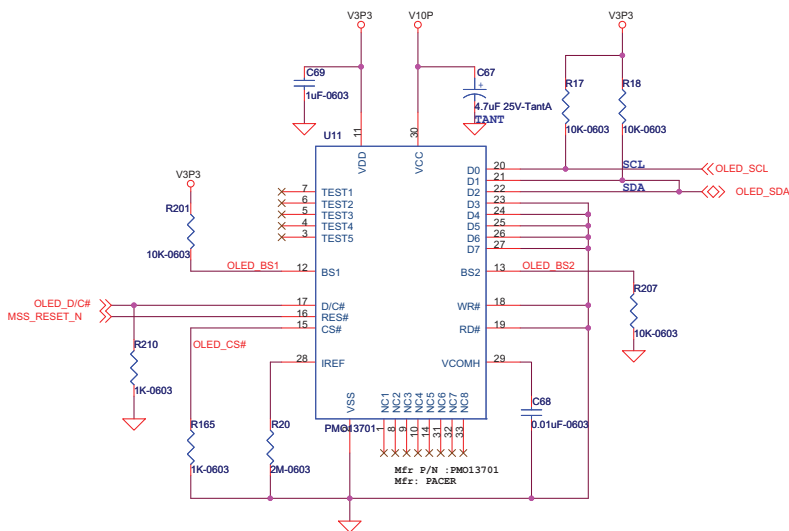 V3P3
V10P
V3P3
C69
1uF-0603
C67
+
4.7uF 25V-TantA
TANT
R17
10K-0603
R18
10K-0603
U11
11
VDD
30
VCC
V3P3
R201
10K-0603
7 TEST1
6 TEST2
5 TEST3
4 TEST4
3 TEST5
D0 20 SCL OLED_SCL
D1 21
D2 22 SDA OLED_SDA
D3 23
D4 24
D5 25
D6 26
D7 27
OLED_BS1 12 BS1
BS2 13 OLED_BS2
OLED_D/C# 17 D/C#
MSS_RESET_N 16 RES#
15 CS#
OLED_CS#
WR# 18
RD# 19
R207
10K-0603
R210
1K-0603
28 IREF
VCOMH 29
C68
0.01uF-0603
R165
1K-0603
R20
2M-0603
VSS
NC1
NC2
NC3
NC4
NC5
NC6
NC7
NC8
PMO13701
1
8
9
10
14
31
32
33
Mfr P/N :PMO13701
Mfr: PACER